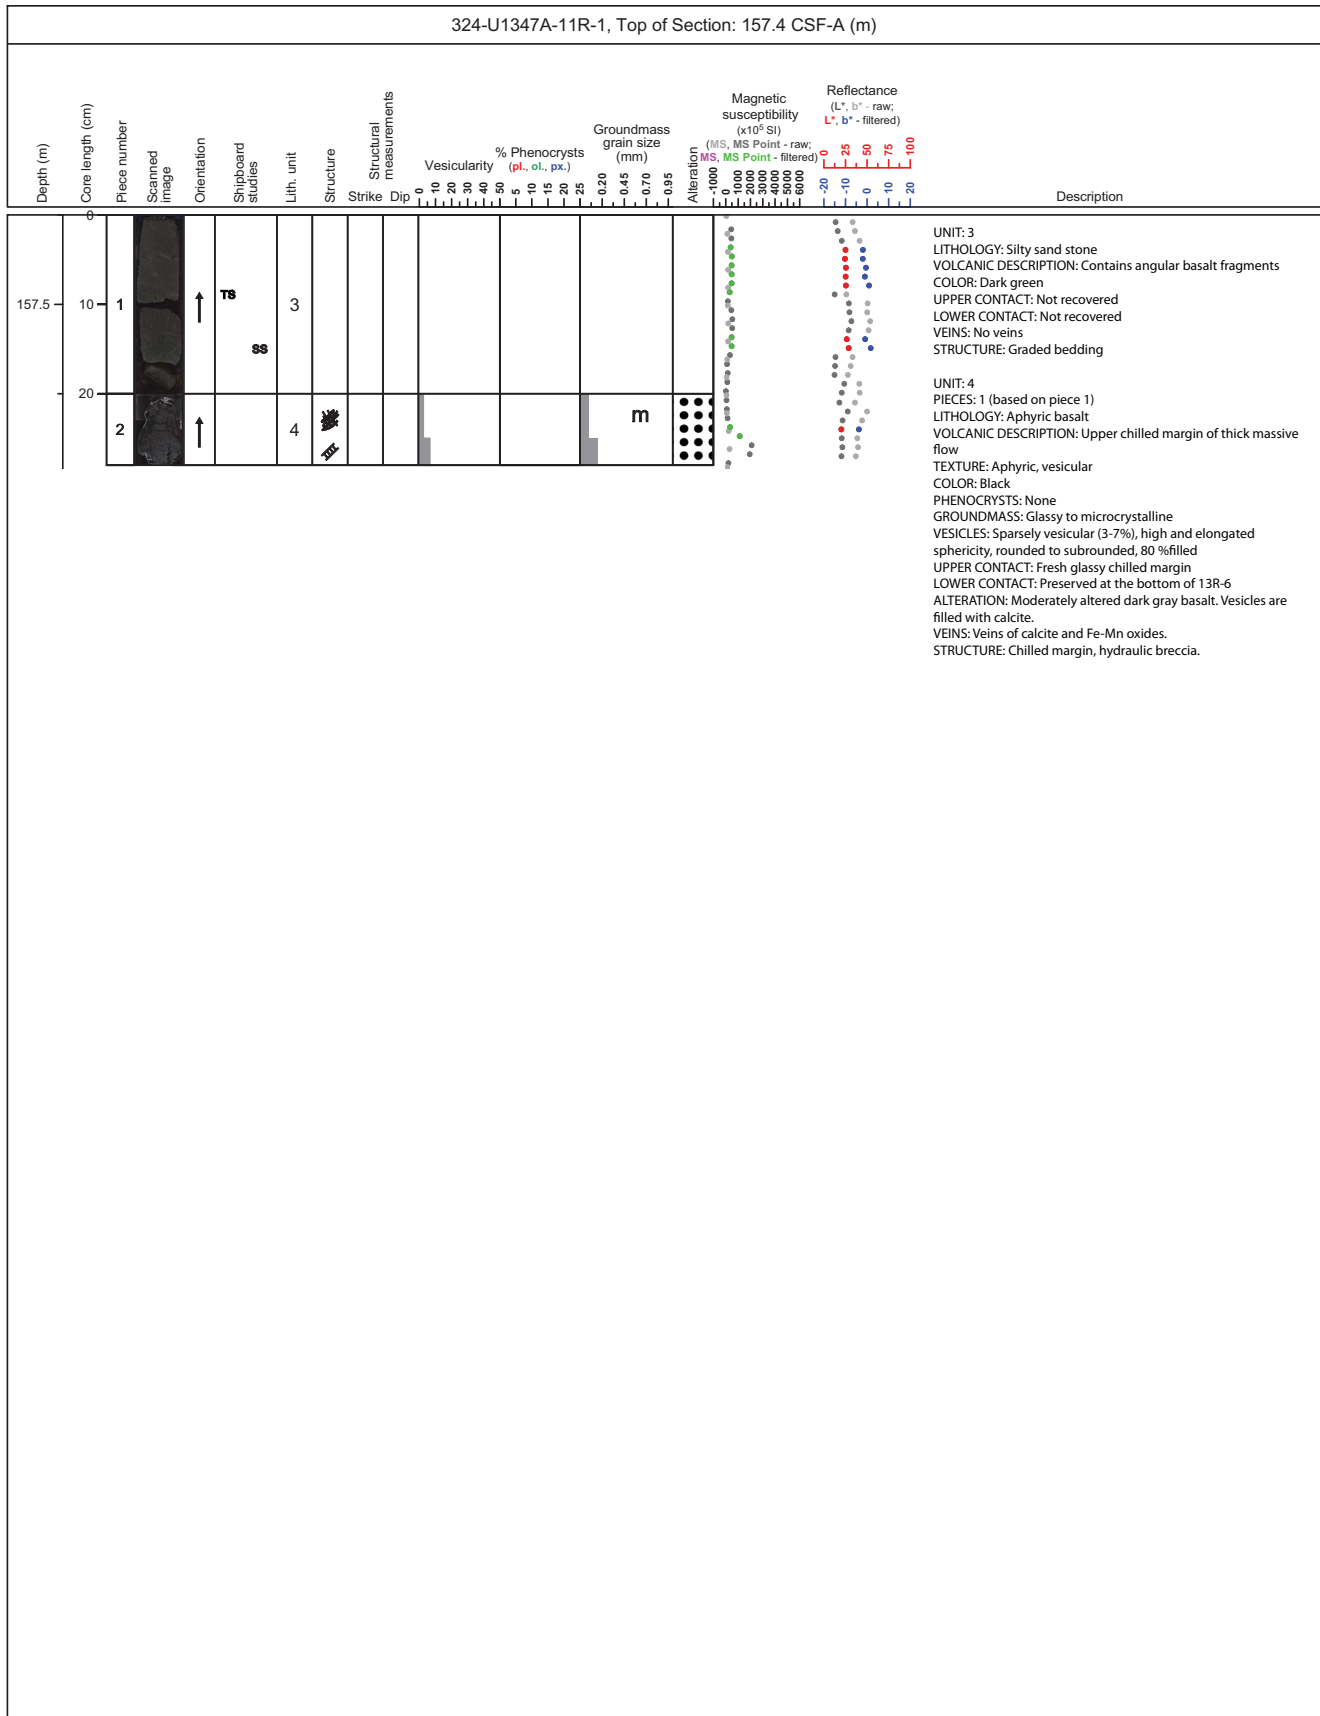 324-U1347A-11R-1, Top of Section: 157.4 CSF-A (m)
Depth (m)
Core length (cm)
Piece number
Scanned
image
Orientation
Shipboard
studies
Lith. unit
Structure
Structural
measurements
Strike Dip
Vesicularity
0 10 20 30 40 50
% Phenocrysts
(pl., ol., px.)
5 10 15 20 25
Groundmass
grain size
(mm)
0.20 0.45 0.70 0.95
Alteration
Magnetic
susceptibility
(x10⁵ SI)
(MS, MS Point - raw;
MS, MS Point - filtered)
-1000 0 1000 2000 3000 4000 5000 6000
Reflectance
(L*, b* - raw;
L*, b* - filtered)
0 25 50 75 100
-20 -10 0 10 20
Description
0
157.5
10
20
1
TS
SS
3
2
4
m
UNIT: 3
LITHOLOGY: Silty sand stone
VOLCANIC DESCRIPTION: Contains angular basalt fragments
COLOR: Dark green
UPPER CONTACT: Not recovered
LOWER CONTACT: Not recovered
VEINS: No veins
STRUCTURE: Graded bedding
UNIT: 4
PIECES: 1 (based on piece 1)
LITHOLOGY: Aphyric basalt
VOLCANIC DESCRIPTION: Upper chilled margin of thick massive
flow
TEXTURE: Aphyric, vesicular
COLOR: Black
PHENOCRYSTS: None
GROUNDMASS: Glassy to microcrystalline
VESICLES: Sparsely vesicular (3-7%), high and elongated
sphericity, rounded to subrounded, 80 %filled
UPPER CONTACT: Fresh glassy chilled margin
LOWER CONTACT: Preserved at the bottom of 13R-6
ALTERATION: Moderately altered dark gray basalt. Vesicles are
filled with calcite.
VEINS: Veins of calcite and Fe-Mn oxides.
STRUCTURE: Chilled margin, hydraulic breccia.